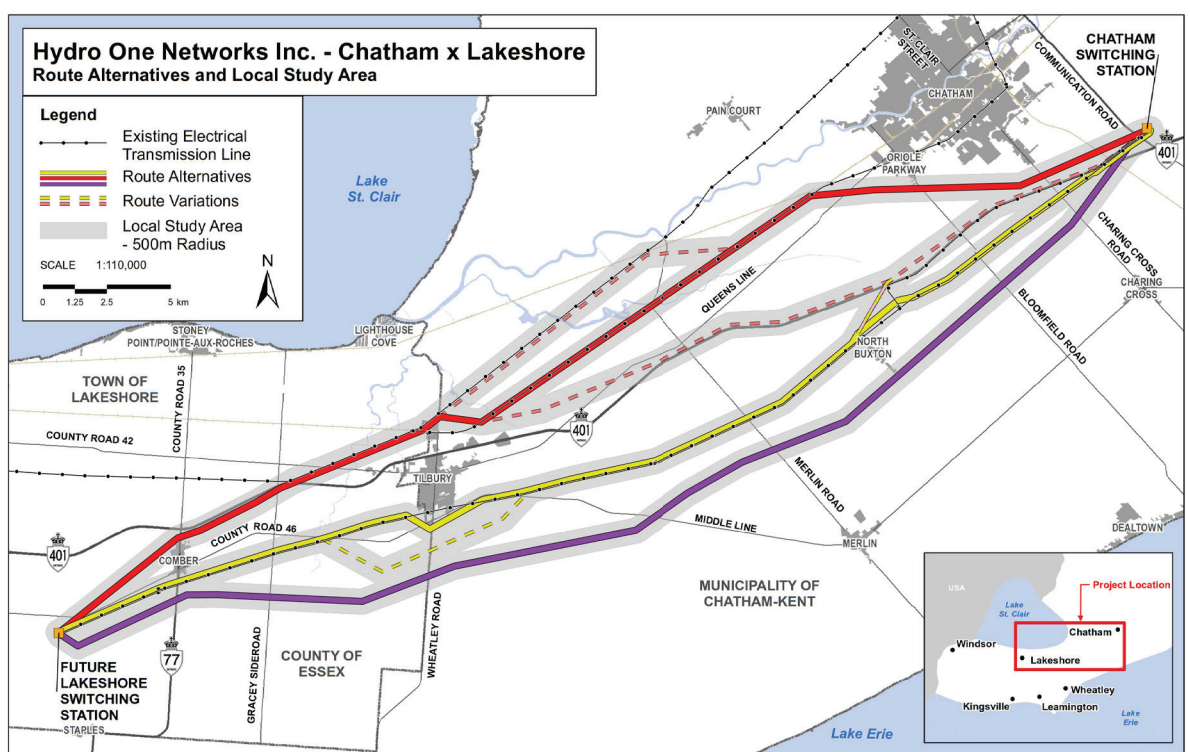 Hydro One Networks Inc. - Chatham x Lakeshore
Route Alternatives and Local Study Area
Legend
Existing Electrical
Transmission Line
Route Alternatives
Route Variations
Local Study Area
- 500m Radius
SCALE 1:110,000
N
0 1.25 2.5 5 km
Lake
St. Clair
ST. CLAIR
STREET
CHATHAM
COMMUNICATION ROAD
CHATHAM
SWITCHING
STATION
401
PAIN COURT
ORIOLE
PARKWAY
QUEENS LINE
CHARING CROSS
ROAD
CHARING
CROSS
BLOOMFIELD ROAD
NORTH
BUXTON
STONEY
POINT/POINTE-AUX-ROCHES
LIGHTHOUSE
COVE
TOWN OF
LAKESHORE
COUNTY ROAD 35
COUNTY ROAD 42
401
TILBURY
MERLIN ROAD
MIDDLE LINE
MERLIN
DEALTOWN
COUNTY ROAD 46
401
COMBER
WHEATLEY ROAD
MUNICIPALITY OF
CHATHAM-KENT
COUNTY OF
ESSEX
GRACEY SIDEROAD
77
FUTURE
LAKESHORE
SWITCHING
STATION
STAPLES
Lake Erie
USA
Project Location
Lake
St. Clair
Chatham
Windsor
Lakeshore
Wheatley
Kingsville
Leamington
Lake
Erie